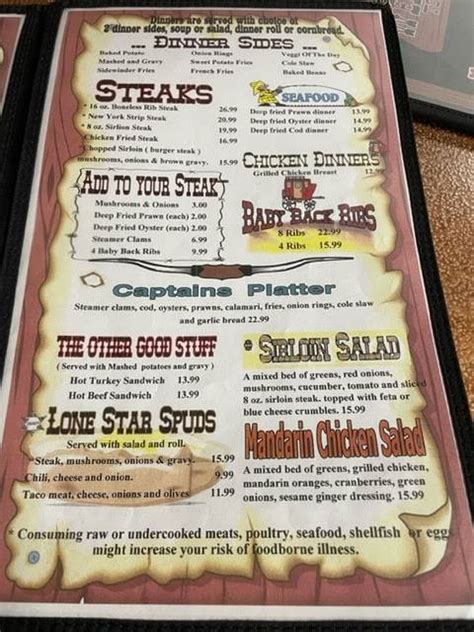 Dinners are served with choice of
2 dinner sides, soup or salad, dinner roll or cornbread.
... DINNER SIDES ...
Baked Potato Onion Rings Veggi Of The Day
Mashed and Gravy Sweet Potato Fries Cole Slaw
Sidewinder Fries French Fries Baked Beans
STEAKS
* 16 oz. Boneless Rib Steak 26.99
* New York Strip Steak 20.99
* 8 oz. Sirlion Steak 19.99
Chicken Fried Steak 16.99
Chopped Sirloin ( burger steak )
mushrooms, onions & brown gravy. 15.99
SEAFOOD
Deep fried Prawn dinner 13.99
Deep fried Oyster dinner 14.99
Deep fried Cod dinner 14.99
CHICKEN DINNERS
Grilled Chicken Breast 12.99
ADD TO YOUR STEAK
Mushrooms & Onions 3.00
Deep Fried Prawn (each) 2.00
Deep Fried Oyster (each) 2.00
Steamer Clams 6.99
4 Baby Back Ribs 9.99
BABY BACK RIBS
8 Ribs 22.99
4 Ribs 15.99
Captains Platter
Steamer clams, cod, oysters, prawns, calamari, fries, onion rings, cole slaw
and garlic bread 22.99
THE OTHER GOOD STUFF
(Served with Mashed potatoes and gravy )
Hot Turkey Sandwich 13.99
Hot Beef Sandwich 13.99
* SIRLOIN SALAD
A mixed bed of greens, red onions,
mushrooms, cucumber, tomato and sliced
8 oz. sirloin steak. topped with feta or
blue cheese crumbles. 15.99
LONE STAR SPUDS
Served with salad and roll.
*Steak, mushrooms, onions & gravy. 15.99
Chili, cheese and onion. 9.99
Taco meat, cheese, onions and olives 11.99
Mandarin Chicken Salad
A mixed bed of greens, grilled chicken,
mandarin oranges, cranberries, green
onions, sesame ginger dressing. 15.99
* Consuming raw or undercooked meats, poultry, seafood, shellfish or eggs
might increase your risk of foodborne illness.